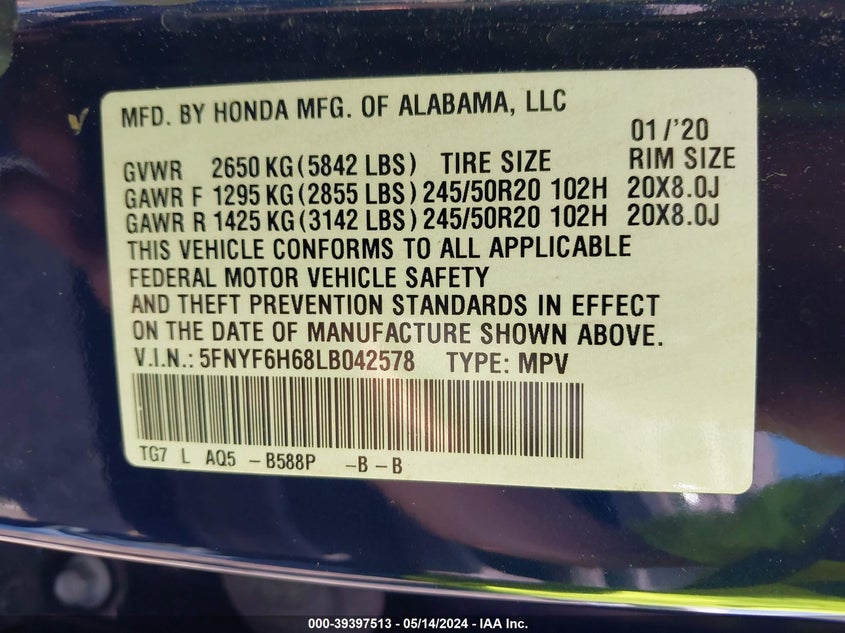 MFD. BY HONDA MFG. OF ALABAMA, LLC
01/'20
GVWR 2650 KG (5842 LBS) TIRE SIZE RIM SIZE
GAWR F 1295 KG (2855 LBS) 245/50R20 102H 20X8.0J
GAWR R 1425 KG (3142 LBS) 245/50R20 102H 20X8.0J
THIS VEHICLE CONFORMS TO ALL APPLICABLE
FEDERAL MOTOR VEHICLE SAFETY
AND THEFT PREVENTION STANDARDS IN EFFECT
ON THE DATE OF MANUFACTURE SHOWN ABOVE.
V.I.N.: 5FNYF6H68LB042578 TYPE: MPV
TG7 L AQ5 -B588P -B-B
000-39397513 - 05/14/2024 - IAA Inc.